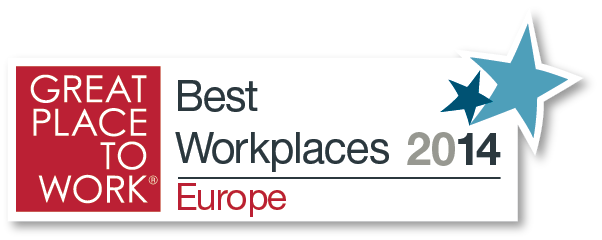 GREAT
PLACE
TO
WORK®
Best
Workplaces 2014
Europe